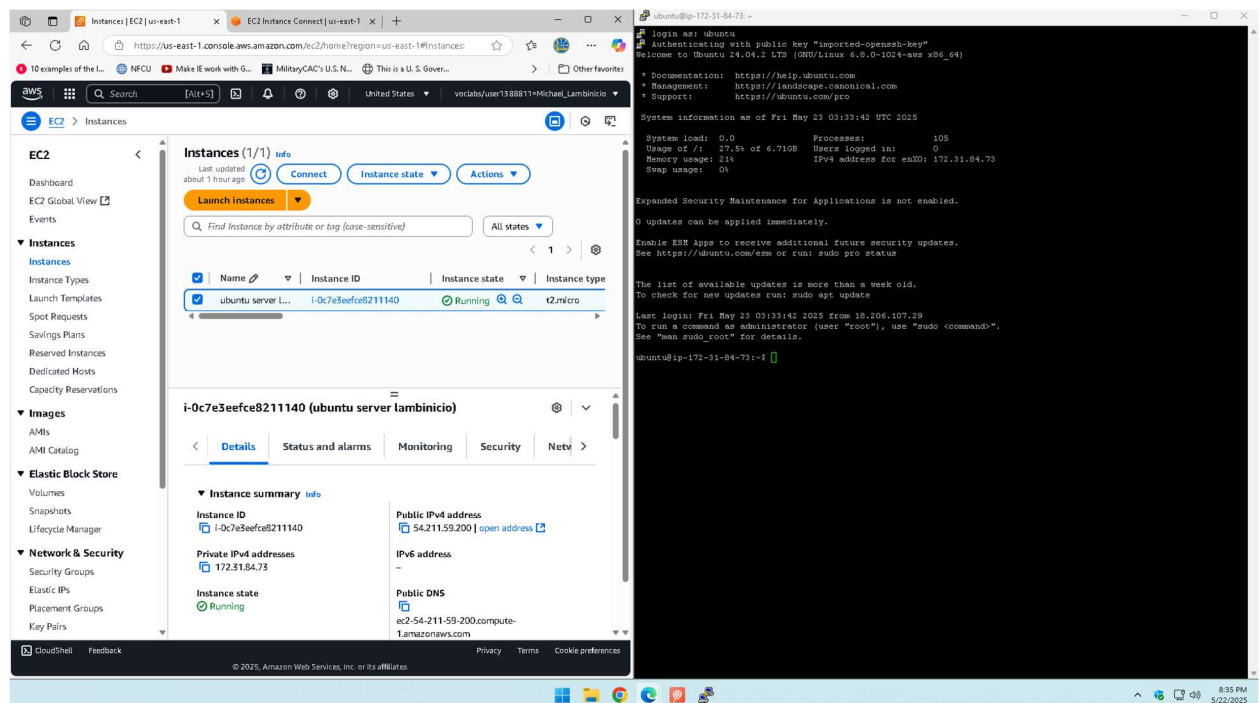 Instances | EC2 | us-east-1
EC2 Instance Connect | us-east-1
https://us-east-1.console.aws.amazon.com/ec2/home?region=us-east-1#Instances:
10 examples of the l...
NFCU
Make IE work with G...
MilitaryCAC's U.S. N...
This is a U. S. Gover...
Other favorites
aws
Search
[Alt+S]
United States
voclabs/user1388811=Michael_Lambinicio
EC2 > Instances
EC2
Dashboard
EC2 Global View
Events
Instances
Instances
Instance Types
Launch Templates
Spot Requests
Savings Plans
Reserved Instances
Dedicated Hosts
Capacity Reservations
Images
AMIs
AMI Catalog
Elastic Block Store
Volumes
Snapshots
Lifecycle Manager
Network & Security
Security Groups
Elastic IPs
Placement Groups
Key Pairs
Instances (1/1) Info
Last updated
about 1 hour ago
Connect
Instance state
Actions
Launch instances
Find Instance by attribute or tag (case-sensitive)
All states
1
Name
Instance ID
Instance state
Instance type
ubuntu server l...
i-0c7e3eefce8211140
Running
t2.micro
i-0c7e3eefce8211140 (ubuntu server lambinicio)
Details
Status and alarms
Monitoring
Security
Netw
Instance summary Info
Instance ID
i-0c7e3eefce8211140
Public IPv4 address
54.211.59.200 | open address
Private IPv4 addresses
172.31.84.73
IPv6 address
–
Instance state
Running
Public DNS
ec2-54-211-59-200.compute-
1.amazonaws.com
CloudShell
Feedback
Privacy
Terms
Cookie preferences
© 2025, Amazon Web Services, Inc. or its affiliates.
ubuntu@ip-172-31-84-73: ~
login as: ubuntu
Authenticating with public key "imported-openssh-key"
Welcome to Ubuntu 24.04.2 LTS (GNU/Linux 6.8.0-1024-aws x86_64)
* Documentation: https://help.ubuntu.com
* Management: https://landscape.canonical.com
* Support: https://ubuntu.com/pro
System information as of Fri May 23 03:33:42 UTC 2025
System load: 0.0 Processes: 105
Usage of /: 27.5% of 6.71GB Users logged in: 0
Memory usage: 21% IPv4 address for enX0: 172.31.84.73
Swap usage: 0%
Expanded Security Maintenance for Applications is not enabled.
0 updates can be applied immediately.
Enable ESM Apps to receive additional future security updates.
See https://ubuntu.com/esm or run: sudo pro status
The list of available updates is more than a week old.
To check for new updates run: sudo apt update
Last login: Fri May 23 03:33:42 2025 from 18.206.107.29
To run a command as administrator (user "root"), use "sudo <command>".
See "man sudo_root" for details.
ubuntu@ip-172-31-84-73:~$
8:35 PM
5/22/2025